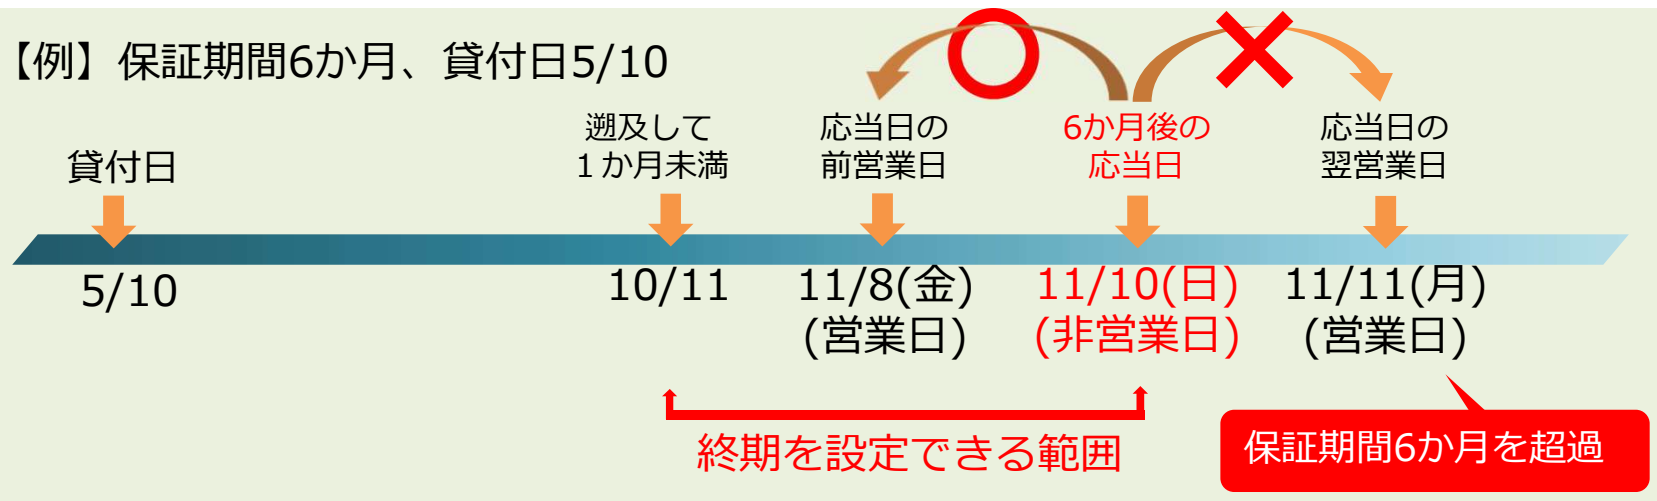 【例】保証期間6か月、貸付日5/10
貸付日
遡及して
１か月未満
応当日の
前営業日
6か月後の
応当日
応当日の
翌営業日
5/10
10/11
11/8(金)
(営業日)
11/10(日)
(非営業日)
11/11(月)
(営業日)
終期を設定できる範囲
保証期間6か月を超過